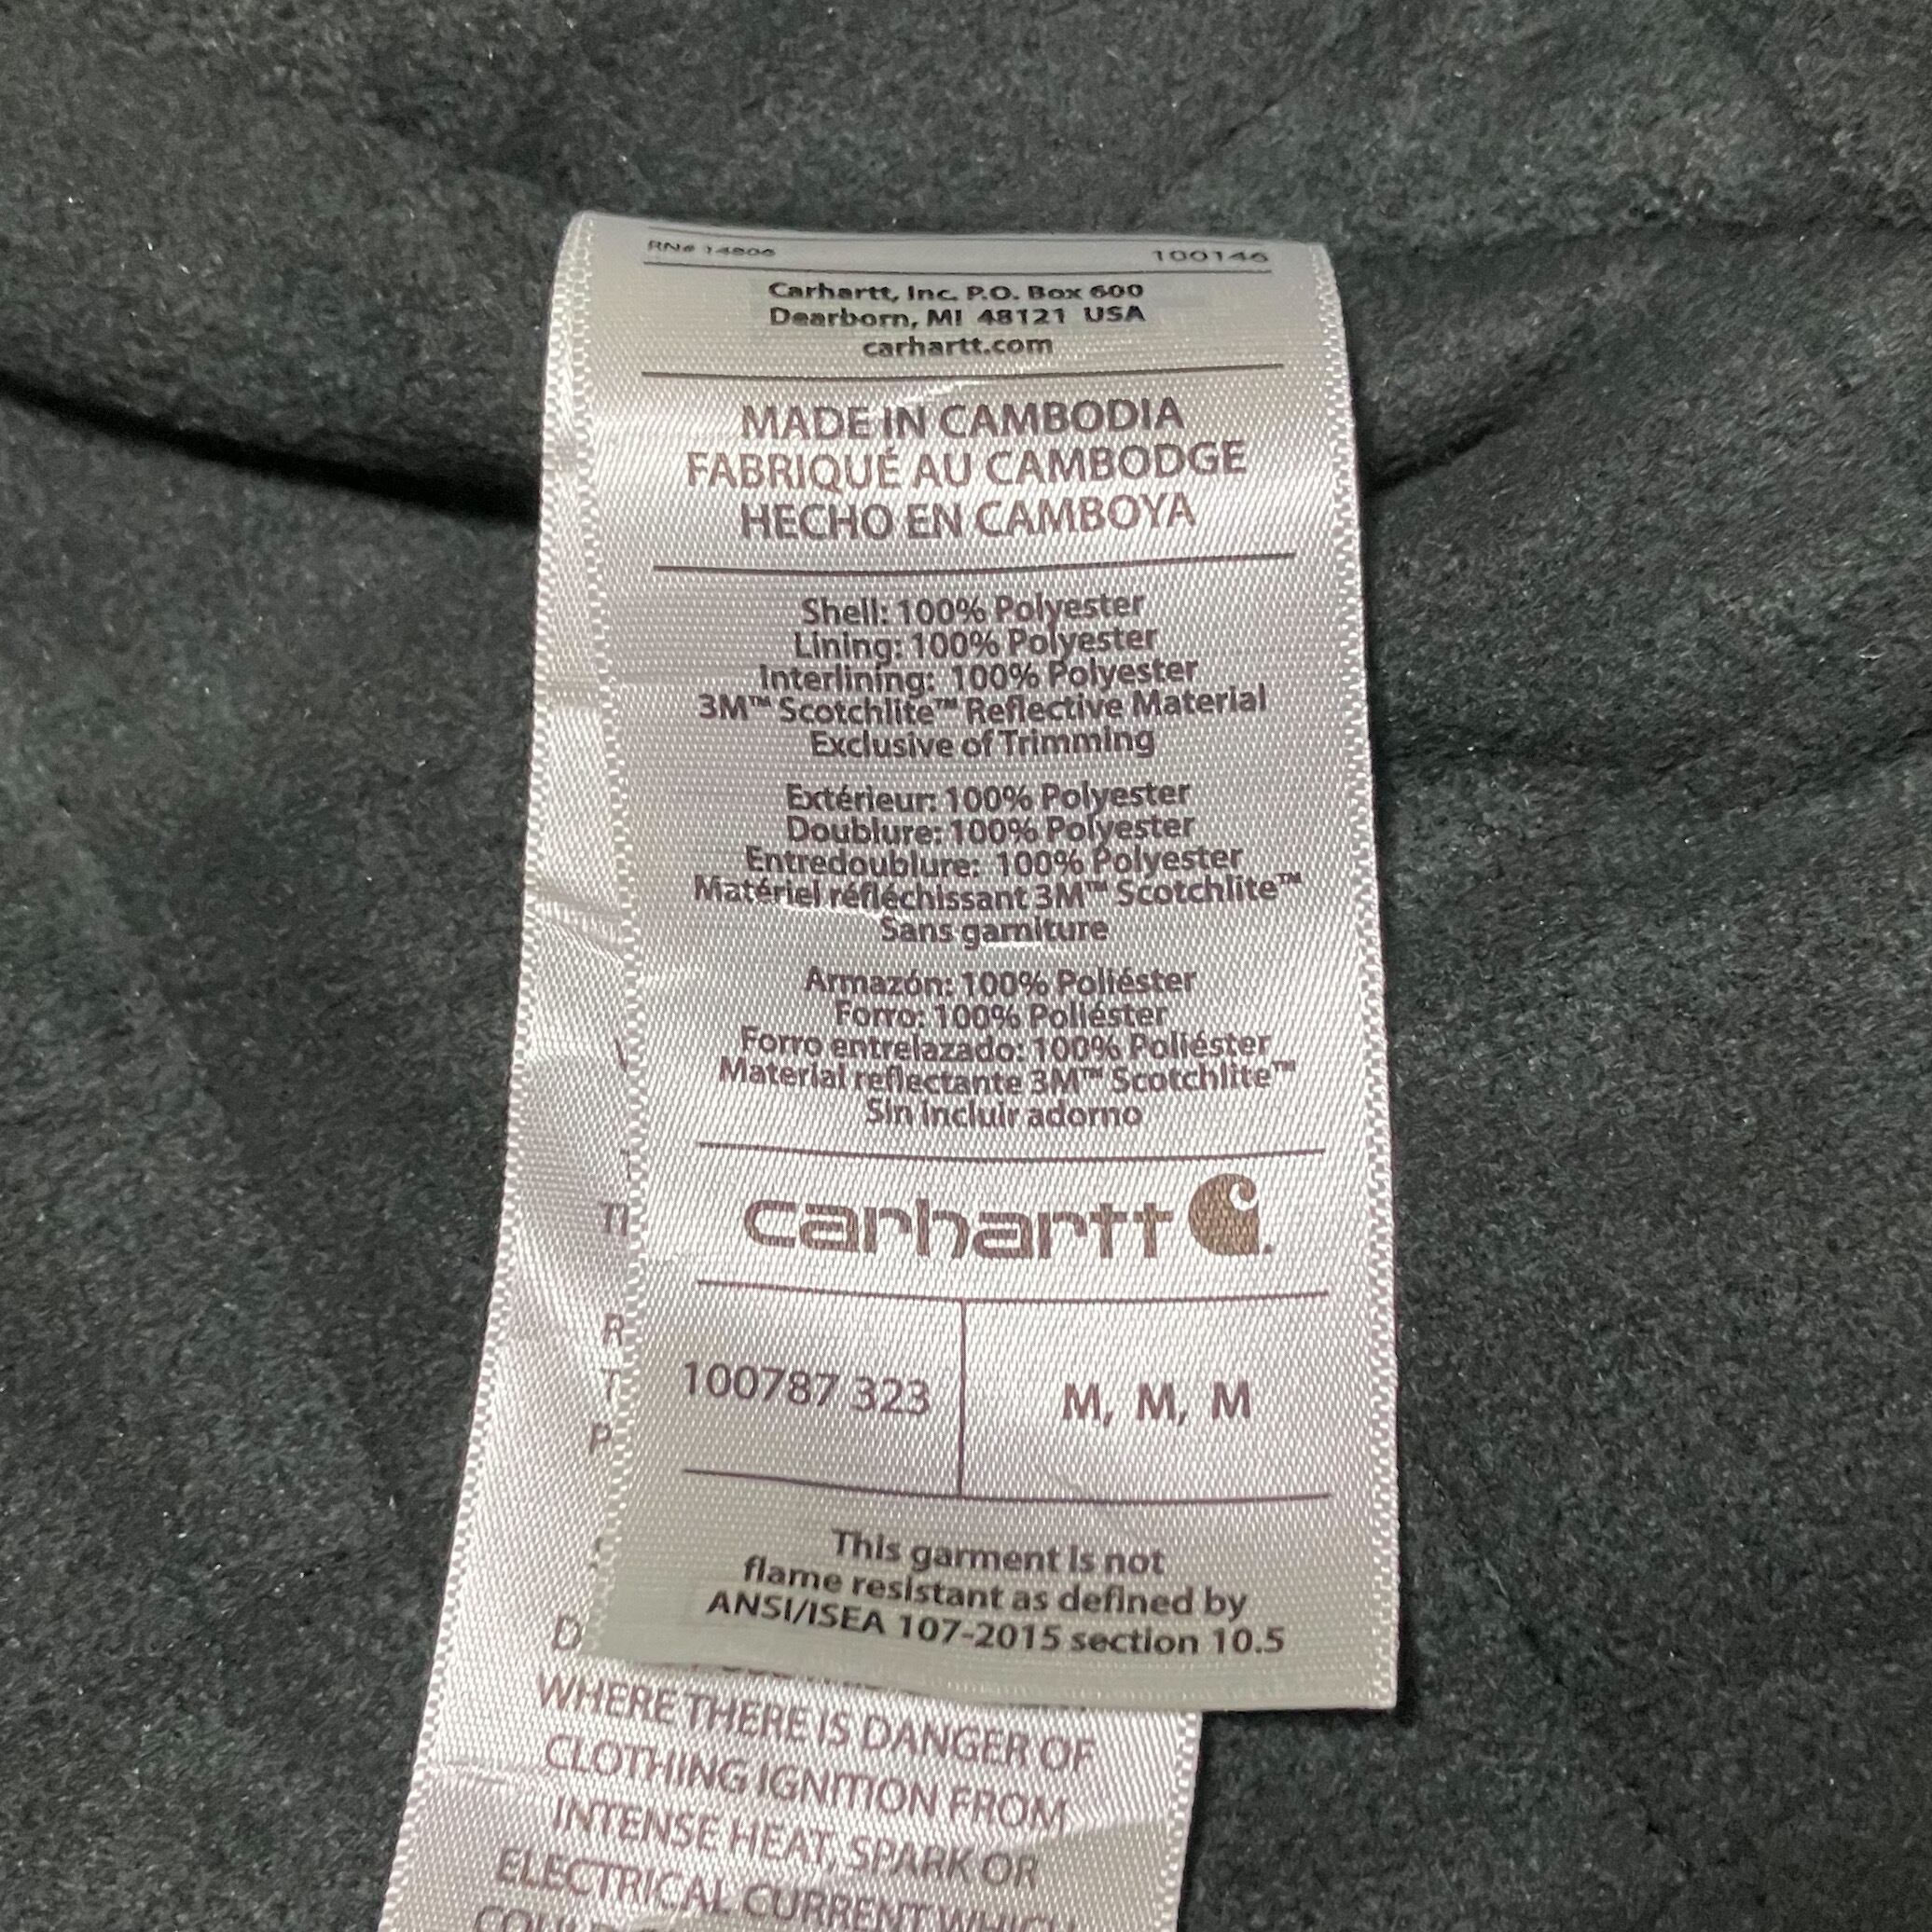 RN# 14806 100146
Carhartt, Inc. P.O. Box 600
Dearborn, MI 48121 USA
carhartt.com
MADE IN CAMBODIA
FABRIQUÉ AU CAMBODGE
HECHO EN CAMBOYA
Shell: 100% Polyester
Lining: 100% Polyester
Interlining: 100% Polyester
3M™ Scotchlite™ Reflective Material
Exclusive of Trimming
Extérieur: 100% Polyester
Doublure: 100% Polyester
Entredoublure: 100% Polyester
Matériel réfléchissant 3M™ Scotchlite™
Sans garniture
Armazón: 100% Poliéster
Forro: 100% Poliéster
Forro entrelazado: 100% Poliéster
Material reflectante 3M™ Scotchlite™
Sin incluir adorno
carhartt
100787 323 M, M, M
This garment is not
flame resistant as defined by
ANSI/ISEA 107-2015 section 10.5
WHERE THERE IS DANGER OF
CLOTHING IGNITION FROM
INTENSE HEAT, SPARK OR
ELECTRICAL CURRENT WHICH